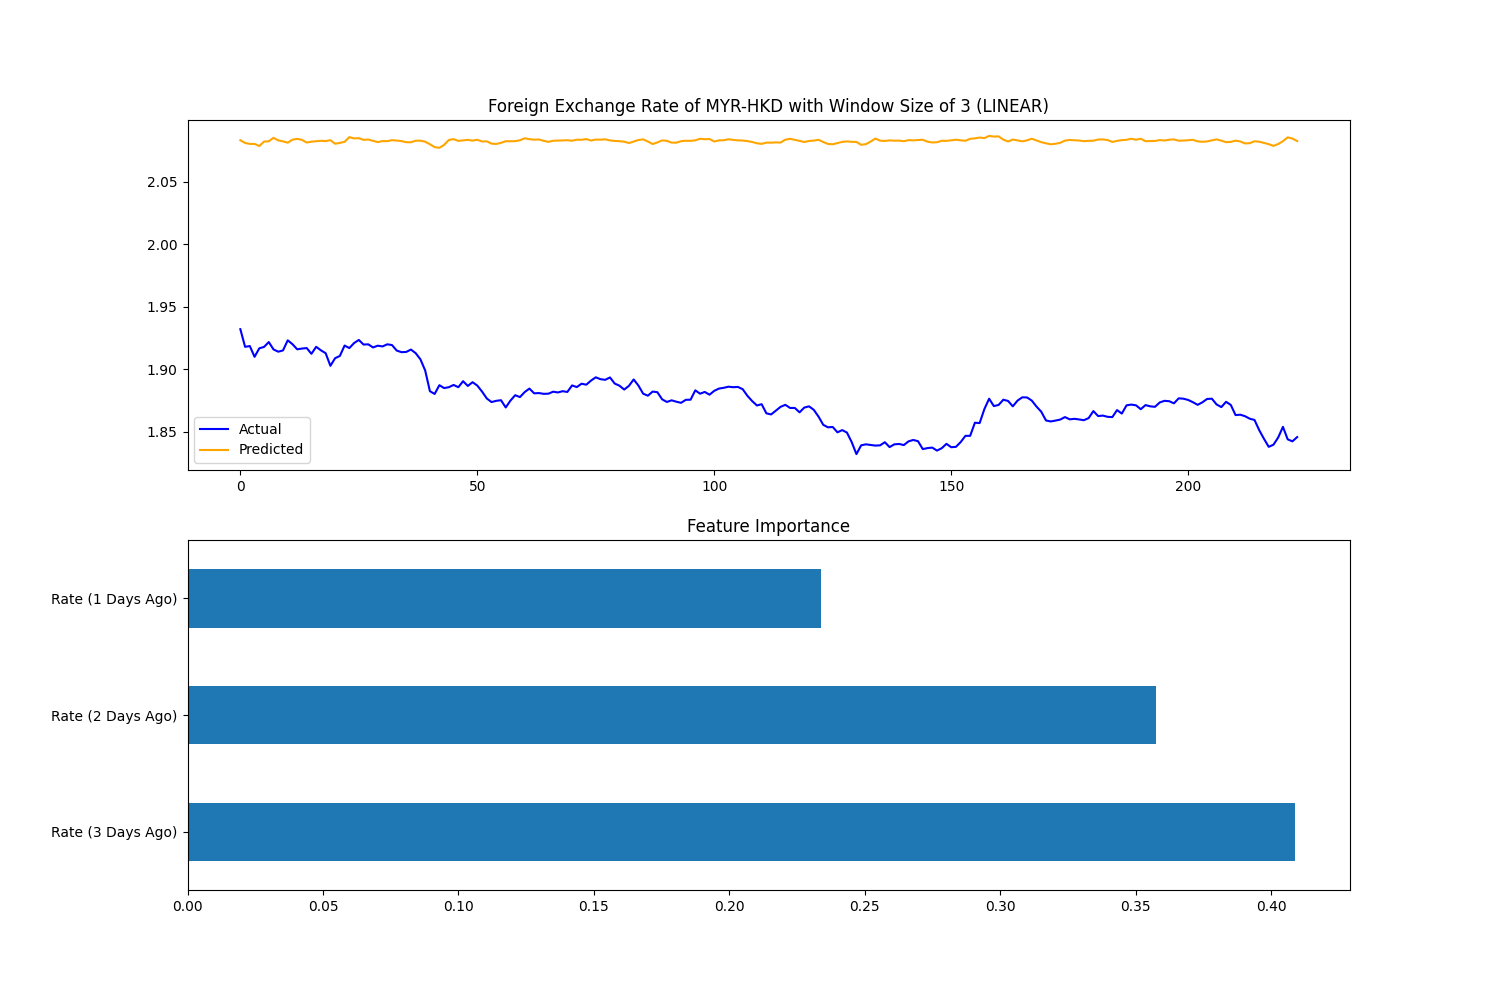 Foreign Exchange Rate of MYR-HKD with Window Size of 3 (LINEAR)
2.05
2.00
1.95
1.90
1.85
Actual
Predicted
0 50 100 150 200
Feature Importance
Rate (1 Days Ago)
Rate (2 Days Ago)
Rate (3 Days Ago)
0.00 0.05 0.10 0.15 0.20 0.25 0.30 0.35 0.40